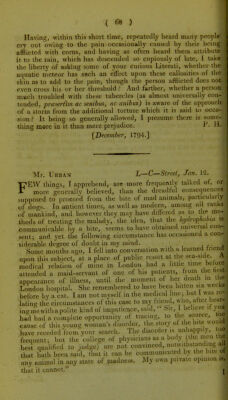 ( 68 )
Having, within this short time, repeatedly heard many people
cry out owing to the pain occasionally caused by their being
afflicted with corns, and having as often heard them attribute
it to the rain, which has descended so copiously of late, I take
the liberty of asking some of your curious Literati, whether the
aquatic meteor has such an effect upon these callosities of the
skin as to add to the pain, though the person afflicted does not
even cross his or her threshold? And farther, whether a person
much troubled with these tubercles (as almost universally con-
tended, præsertim ac senibus, ac anibus) is aware of the approach
of a storm from the additional torture which it is said to occa-
sion? It being so generally allowed, I presume there is some-
thing more in it than mere prejudice. P. H.
[December, 1794.]
MR. URBAN L—C—Street, Jan. 12.
FEW things, I apprehend, are more frequently talked of, or
more generally believed, than the dreadful consequences
supposed to proceed from the bite of mad animals, particularly
of dogs. In ancient times, as well as modern, among all ranks
of mankind, and however they may have differed as to the me-
thods of treating the malady, the idea, that the hydrophobia is
communicable by a bite, seems to have obtained universal con-
sent; and yet the following circumstance has occasioned a con-
siderable degree of doubt in my mind.
Some months ago, I fell into conversation with a learned friend
upon this subject, at a place of public resort at the sea-side. A
medical relation of mine in London had a little time before
attended a maid-servant of one of his patients, from the first
appearance of illness, until the moment of her death in the
London hospital. She remembered to have been bitten six weeks
before by a cat. I am not myself in the medical line; but I was re-
lating the circumstances of this case to my friend, who, after hear-
ing me with a polite kind of impatience, said, "Sir, I believe if you
had had a complete opportunity of tracing, to the source, the
cause of this young woman's disorder, the story of the bite would
have receded from your search. The disorder is unhappily, too
frequent; but the college of physicians as a body (the men the
best qualified to judge) are not convinced, notwithstanding all
that hath been said, that it can be communicated by the bite of
any animal in any state of madness. My own private opinion is,
that it cannot."